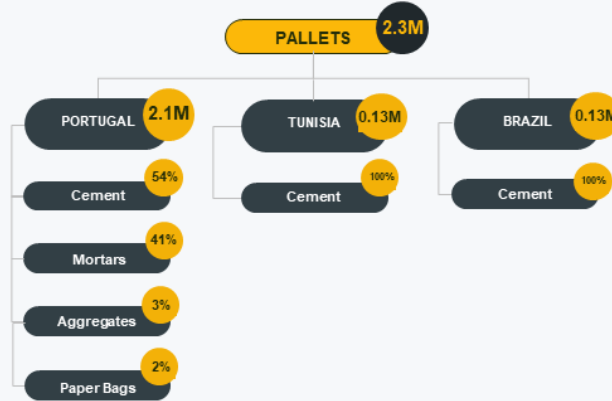 PALLETS 2.3M
PORTUGAL 2.1M
Cement 54%
Mortars 41%
Aggregates 3%
Paper Bags 2%
TUNISIA 0.13M
Cement 100%
BRAZIL 0.13M
Cement 100%